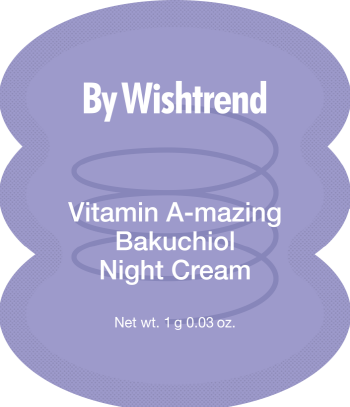 By Wishtrend
Vitamin A-mazing
Bakuchiol
Night Cream
Net wt. 1 g 0.03 oz.